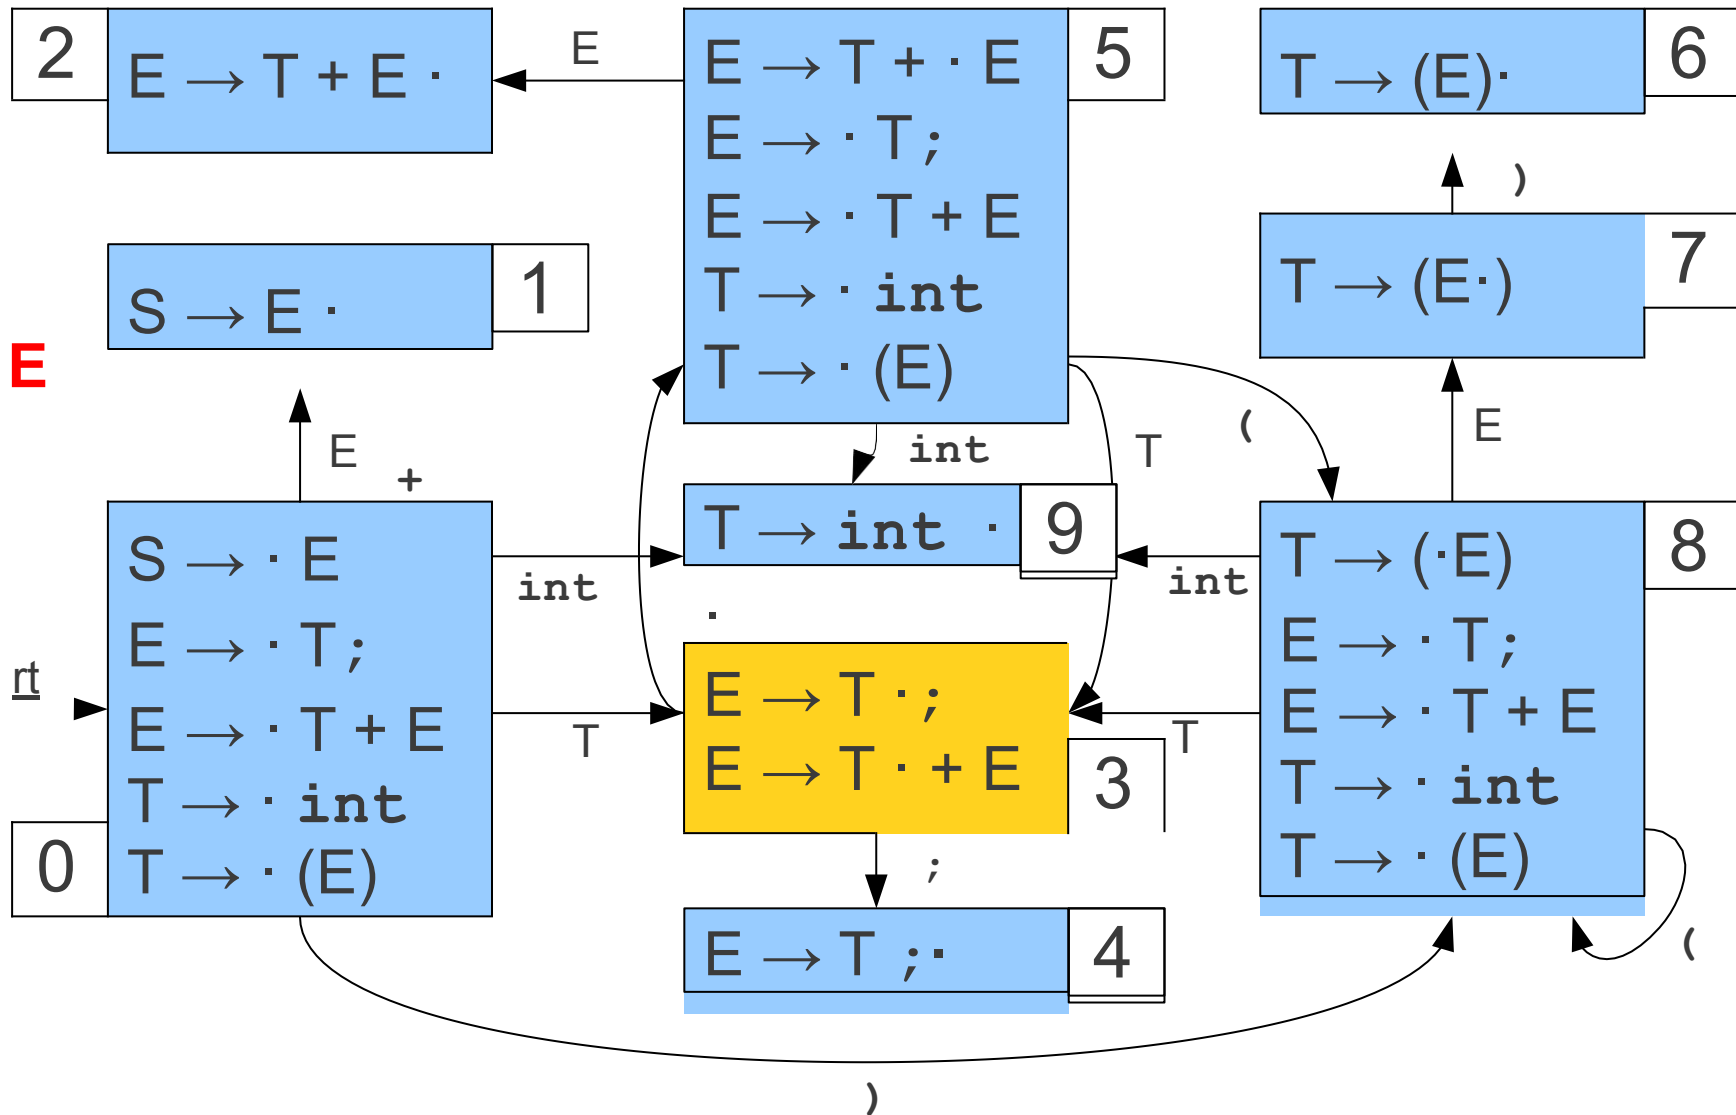 2
E → T + E ·
E
5
E → T + · E
E → · T ;
E → · T + E
T → · int
T → · (E)
6
T → (E)·
)
7
T → (E·)
1
S → E ·
E
E
+
int
T
(
E
0
S → · E
E → · T ;
E → · T + E
T → · int
T → · (E)
rt
int
T
9
T → int ·
·
3
E → T · ;
E → T · + E
;
4
E → T ; ·
int
T
8
T → (·E)
E → · T ;
E → · T + E
T → · int
T → · (E)
(
)